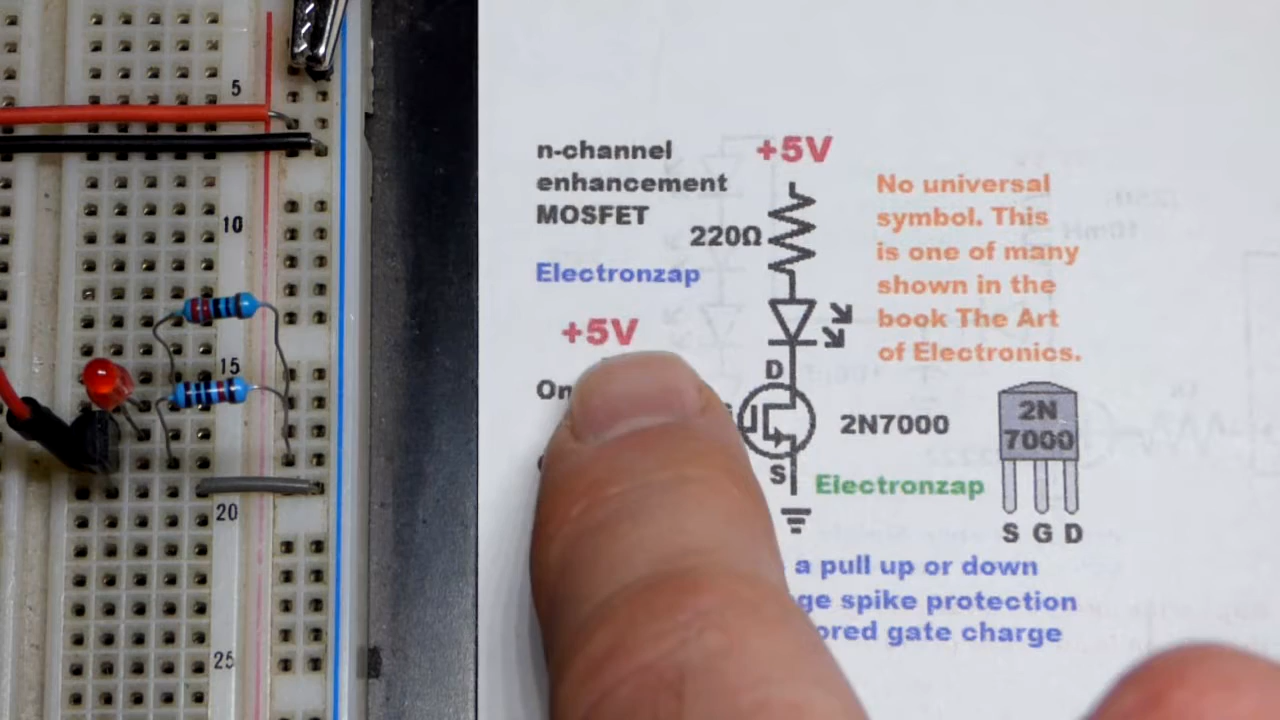 5
10
15
20
25
n-channel
enhancement
MOSFET
Electronzap
+5V
220Ω
+5V
On
D
S
2N7000
Electronzap
No universal
symbol. This
is one of many
shown in the
book The Art
of Electronics.
2N
7000
S G D
a pull up or down
spike protection
gate charge